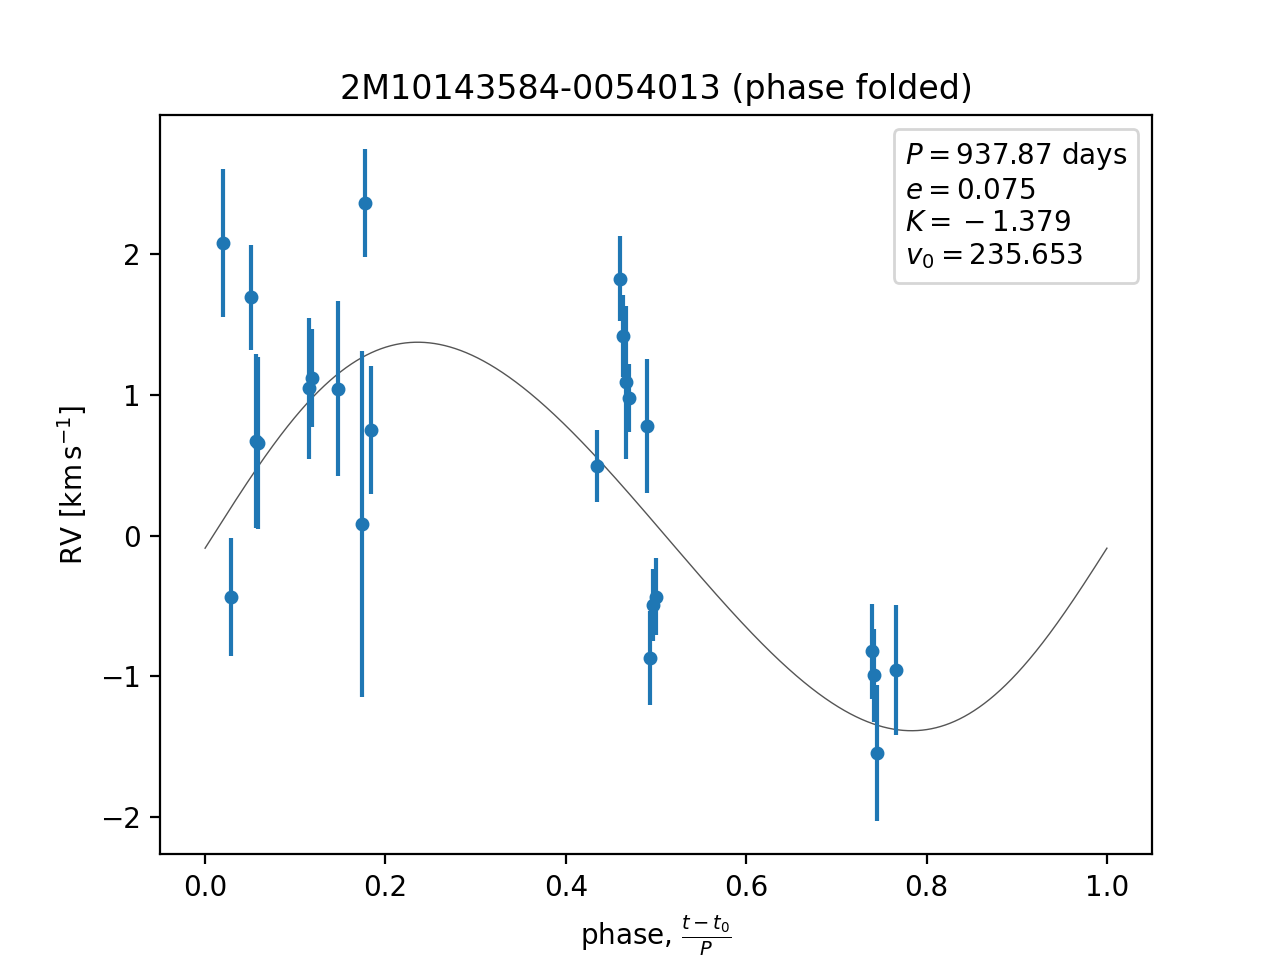 2M10143584-0054013 (phase folded)
P = 937.87 days
e = 0.075
K = −1.379
v₀ = 235.653
RV [km s⁻¹]
2
1
0
−1
−2
0.0 0.2 0.4 0.6 0.8 1.0
phase, (t − t₀)/P